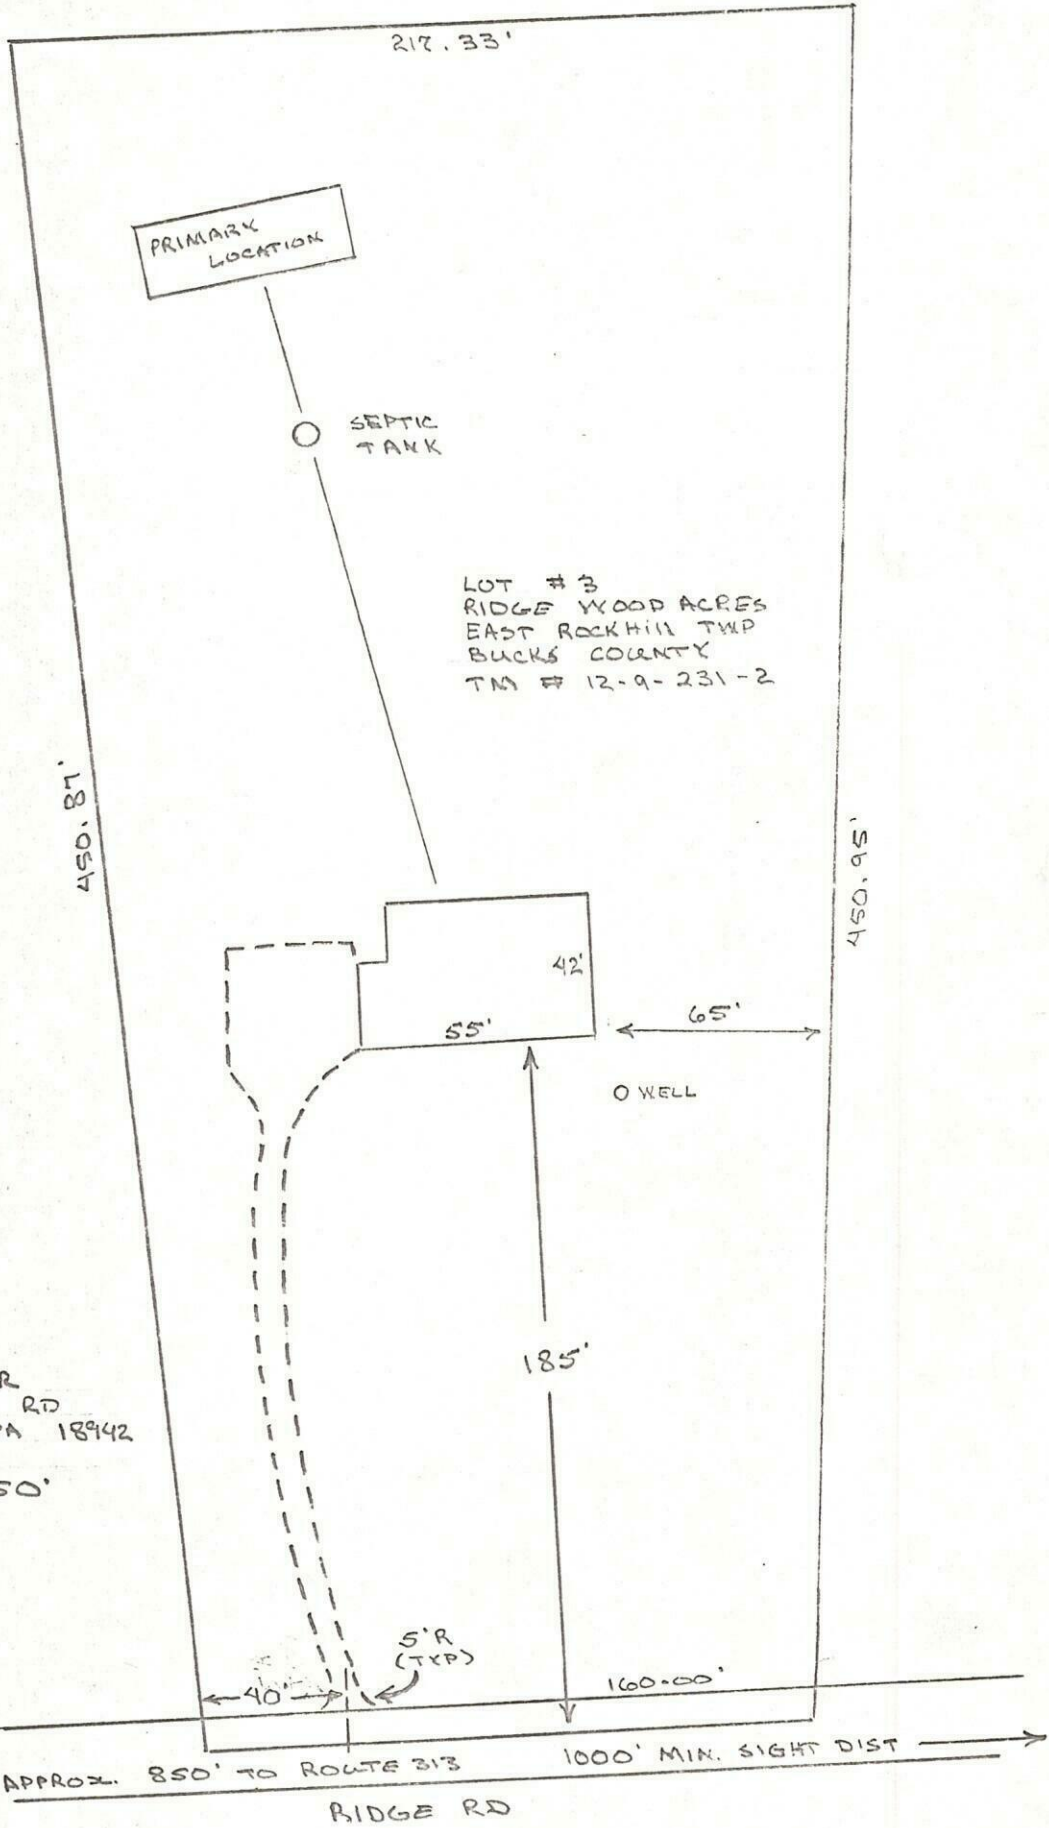 217.33'
PRIMARY
LOCATION
SEPTIC
TANK
LOT # 3
RIDGE WOOD ACRES
EAST ROCKHILL TWP
BUCKS COUNTY
TM # 12-9-231-2
450.87'
450.95'
42'
55'
65'
O WELL
185'
R
RD
A 18942
50'
5'R
(TYP)
40'
160.00'
APPROX. 850' TO ROUTE 313
1000' MIN. SIGHT DIST
RIDGE RD